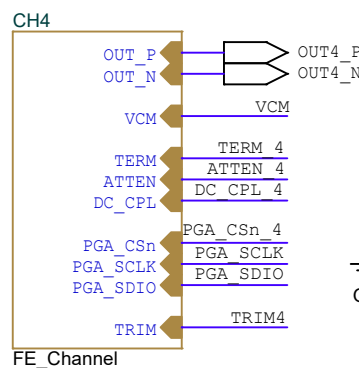 CH4
OUT_P OUT4_P
OUT_N OUT4_N
VCM VCM
TERM TERM_4
ATTEN ATTEN_4
DC_CPL DC_CPL_4
PGA_CSn PGA_CSn_4
PGA_SCLK PGA_SCLK
PGA_SDIO PGA_SDIO
TRIM TRIM4
FE_Channel